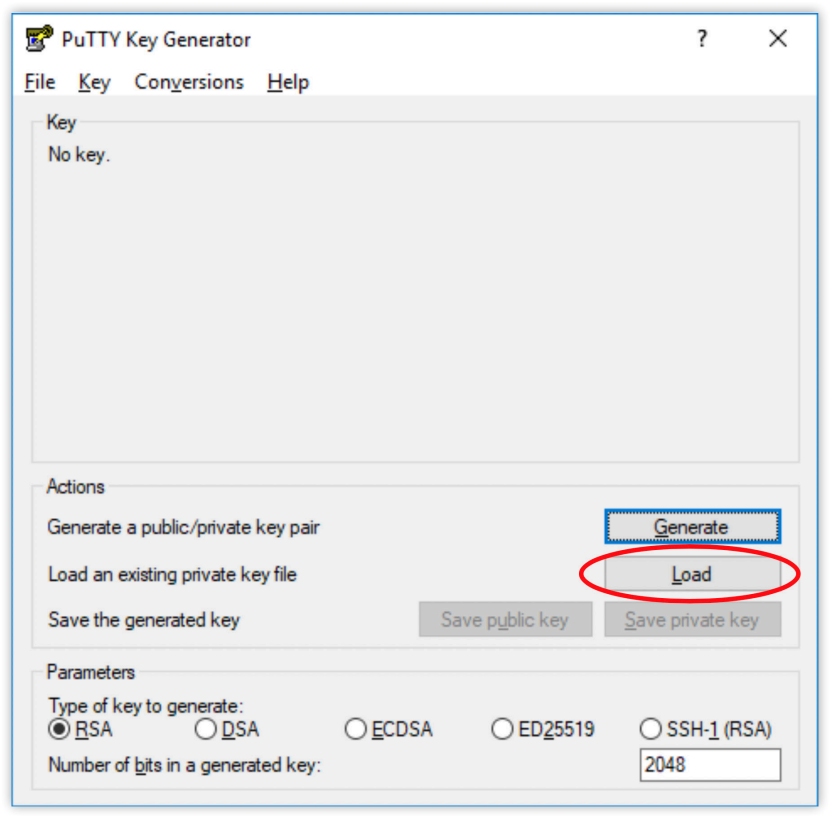 PuTTY Key Generator ?
File Key Conversions Help
Key
No key.
Actions
Generate a public/private key pair Generate
Load an existing private key file Load
Save the generated key Save public key Save private key
Parameters
Type of key to generate:
RSA DSA ECDSA ED25519 SSH-1 (RSA)
Number of bits in a generated key: 2048